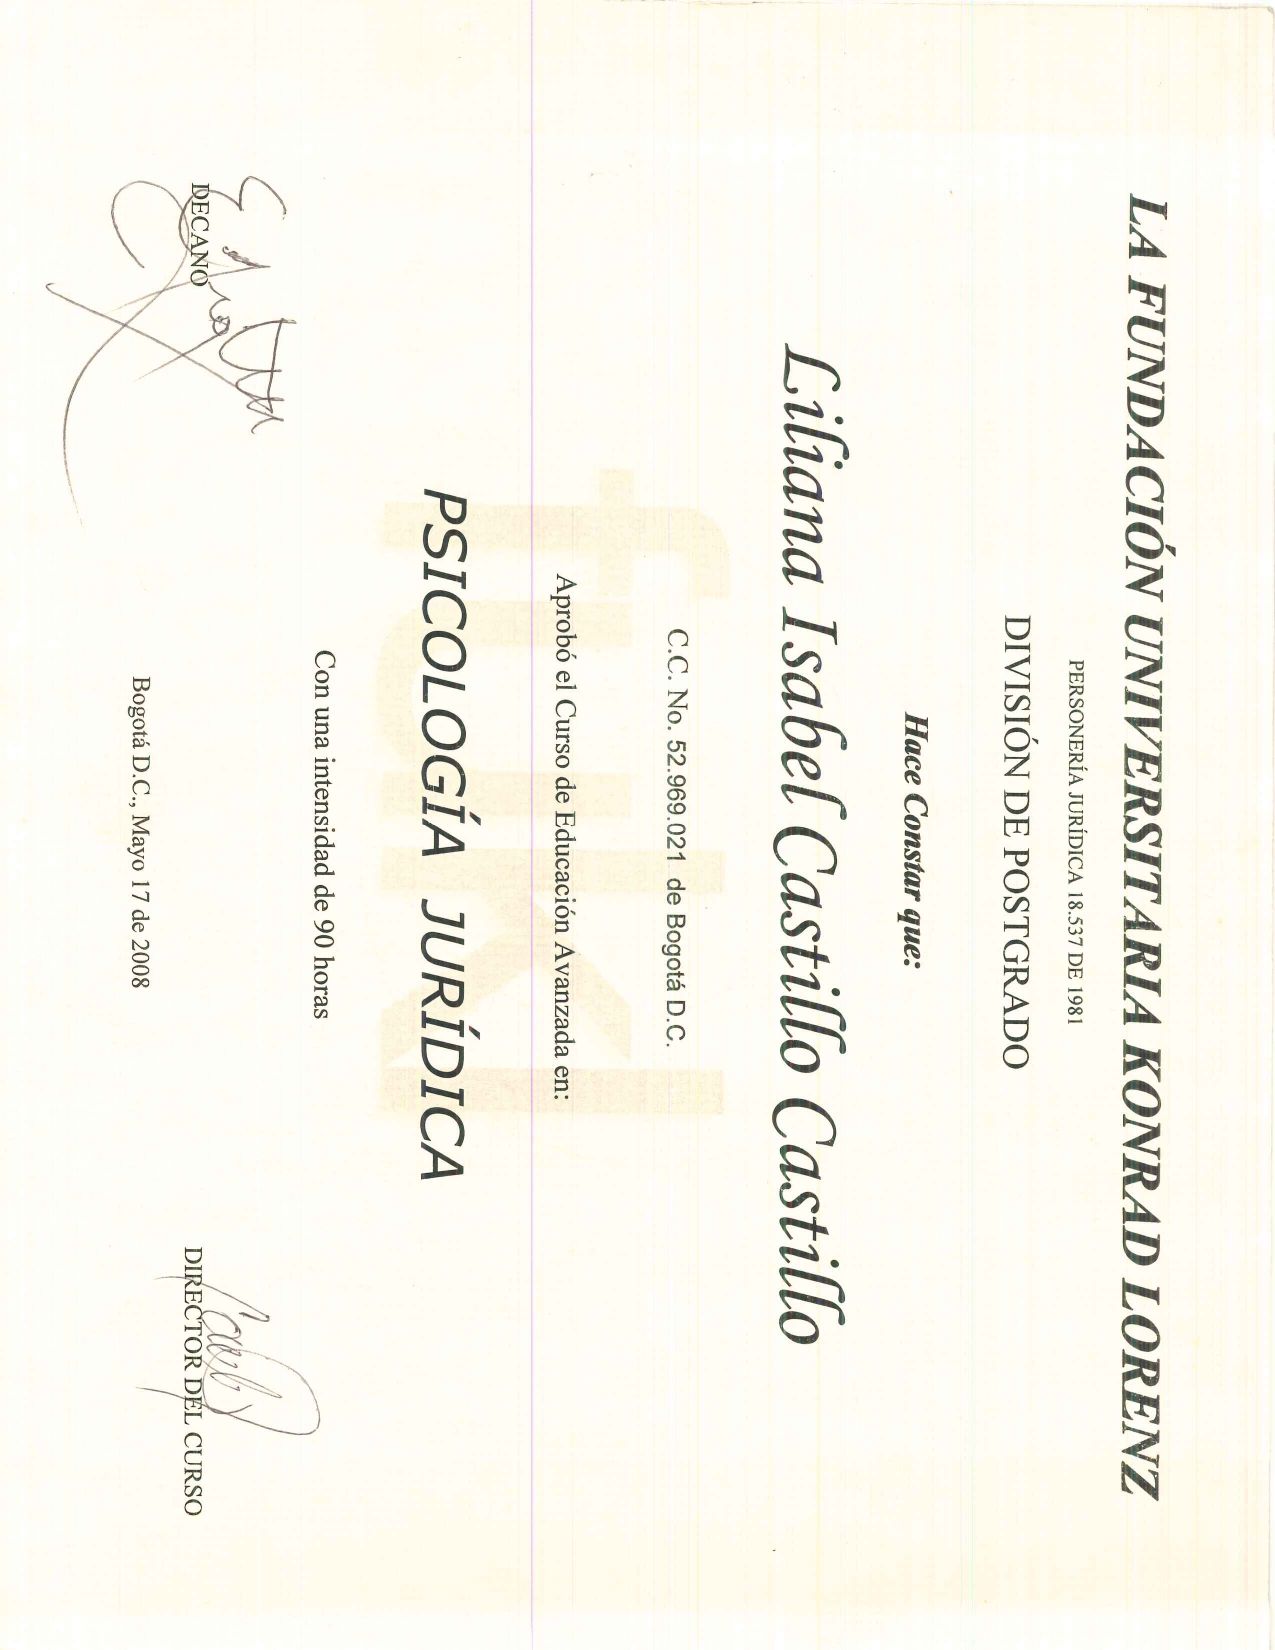 LA FUNDACIÓN UNIVERSITARIA KONRAD LORENZ
PERSONERÍA JURÍDICA 18.537 DE 1981
DIVISIÓN DE POSTGRADO
Hace Constar que:
Liliana Isabel Castillo Castillo
C.C. No. 52.969.021 de Bogotá D.C.
Aprobó el Curso de Educación Avanzada en:
PSICOLOGÍA JURÍDICA
Con una intensidad de 90 horas
DECANO
DIRECTOR DEL CURSO
Bogotá D.C., Mayo 17 de 2008